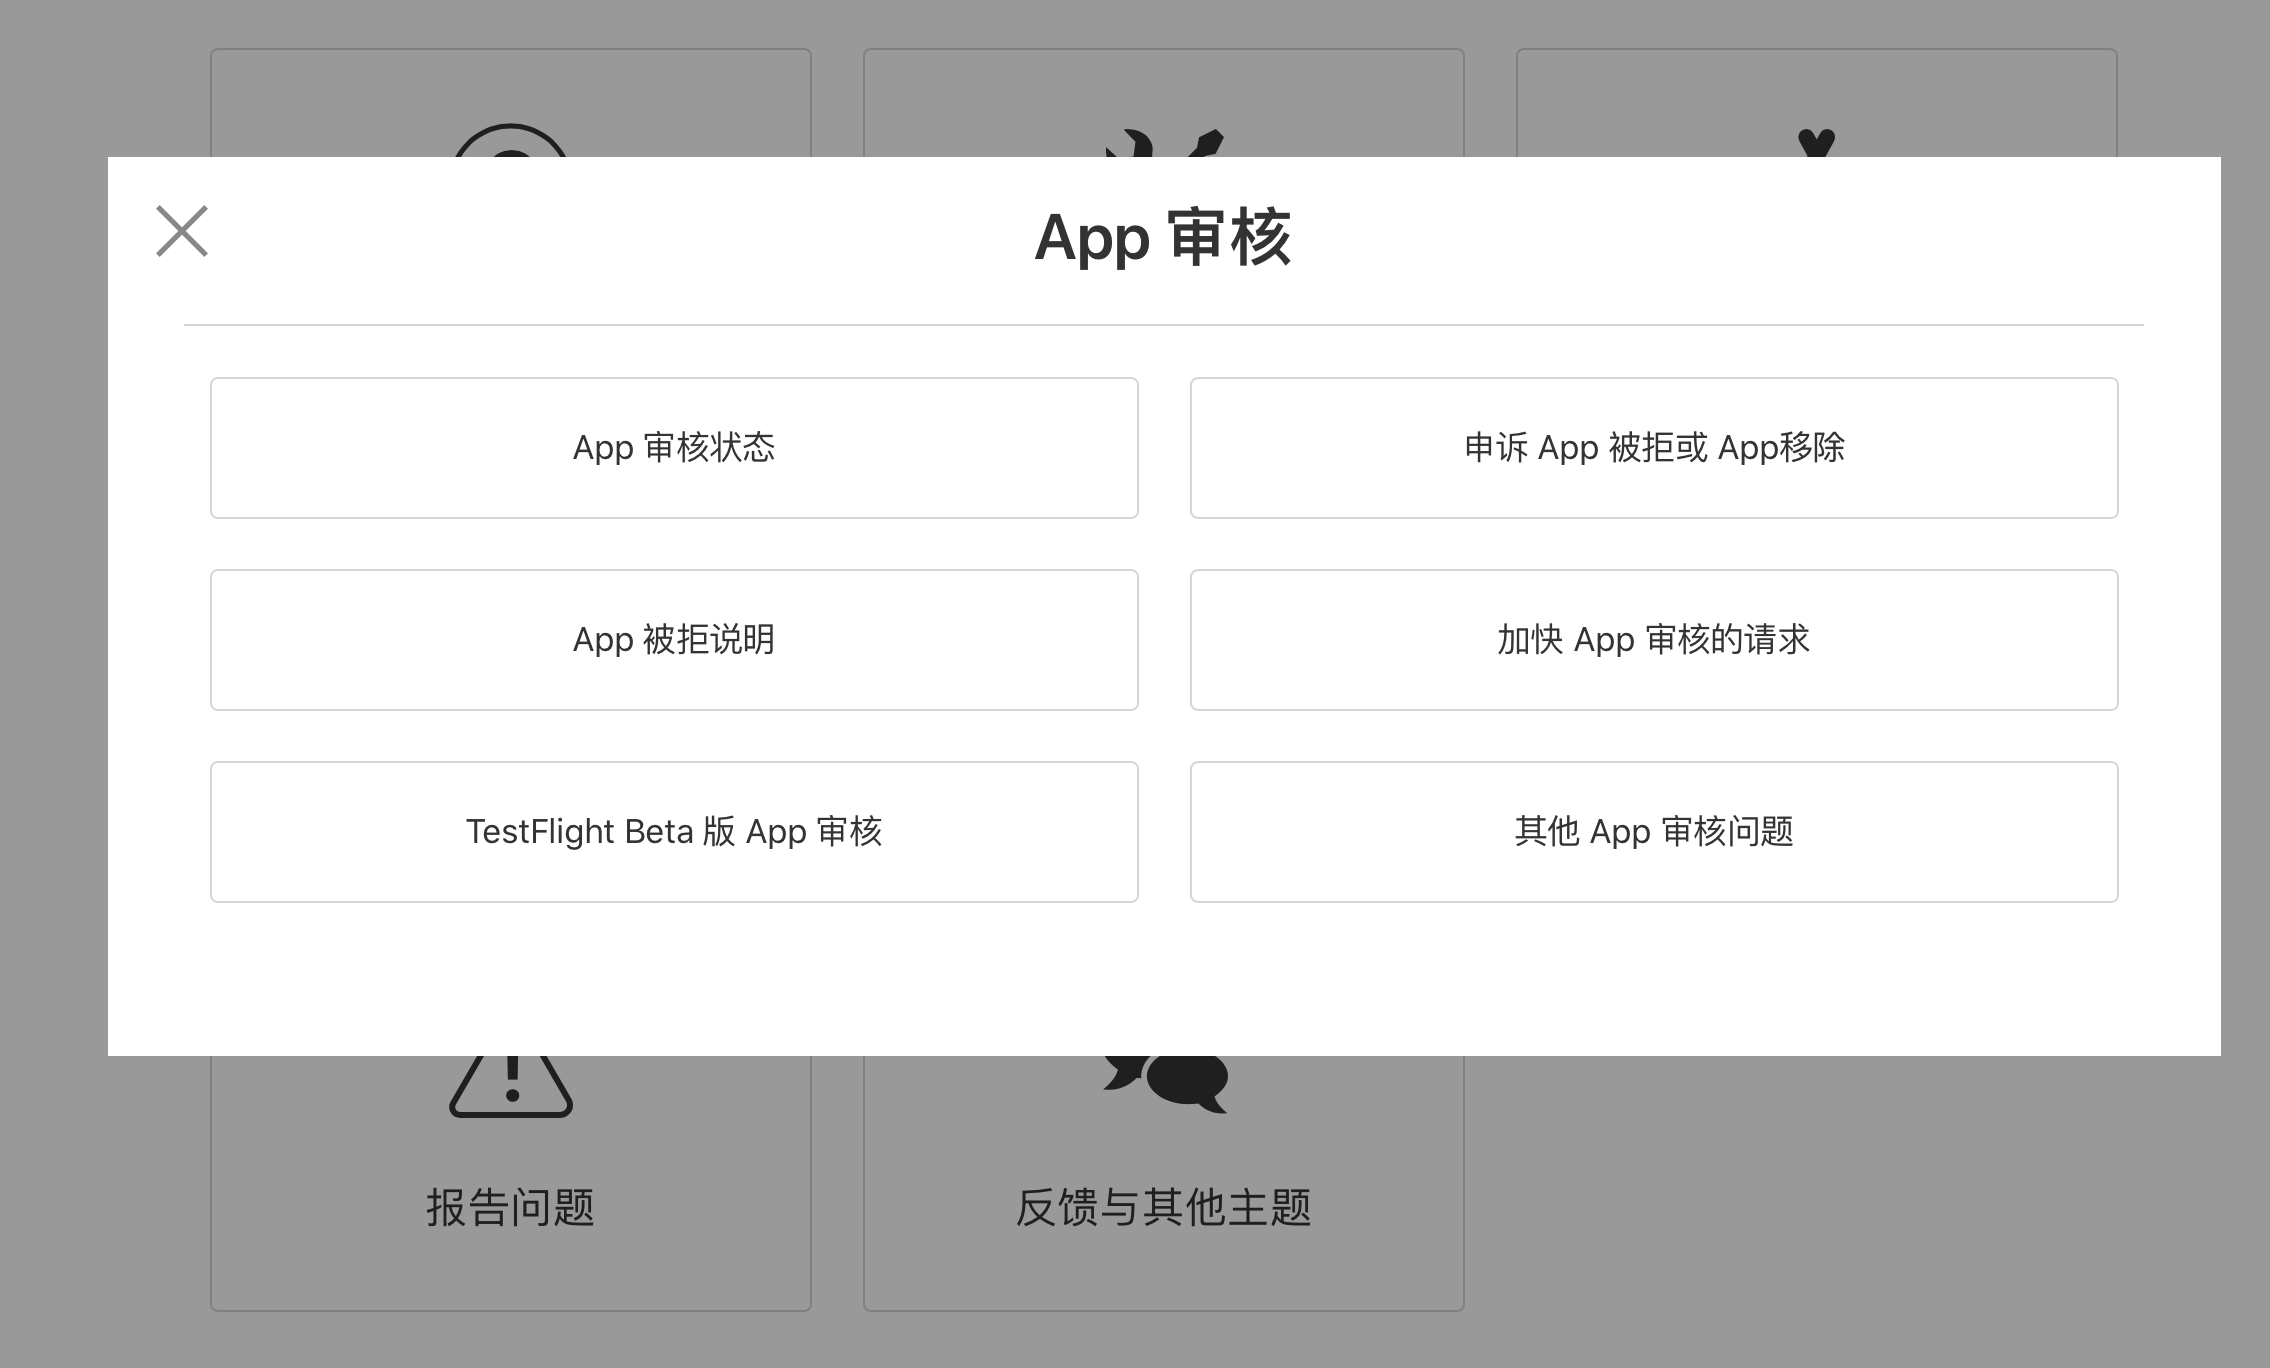 App 审核
App 审核状态
申诉 App 被拒或 App移除
App 被拒说明
加快 App 审核的请求
TestFlight Beta 版 App 审核
其他 App 审核问题
报告问题
反馈与其他主题